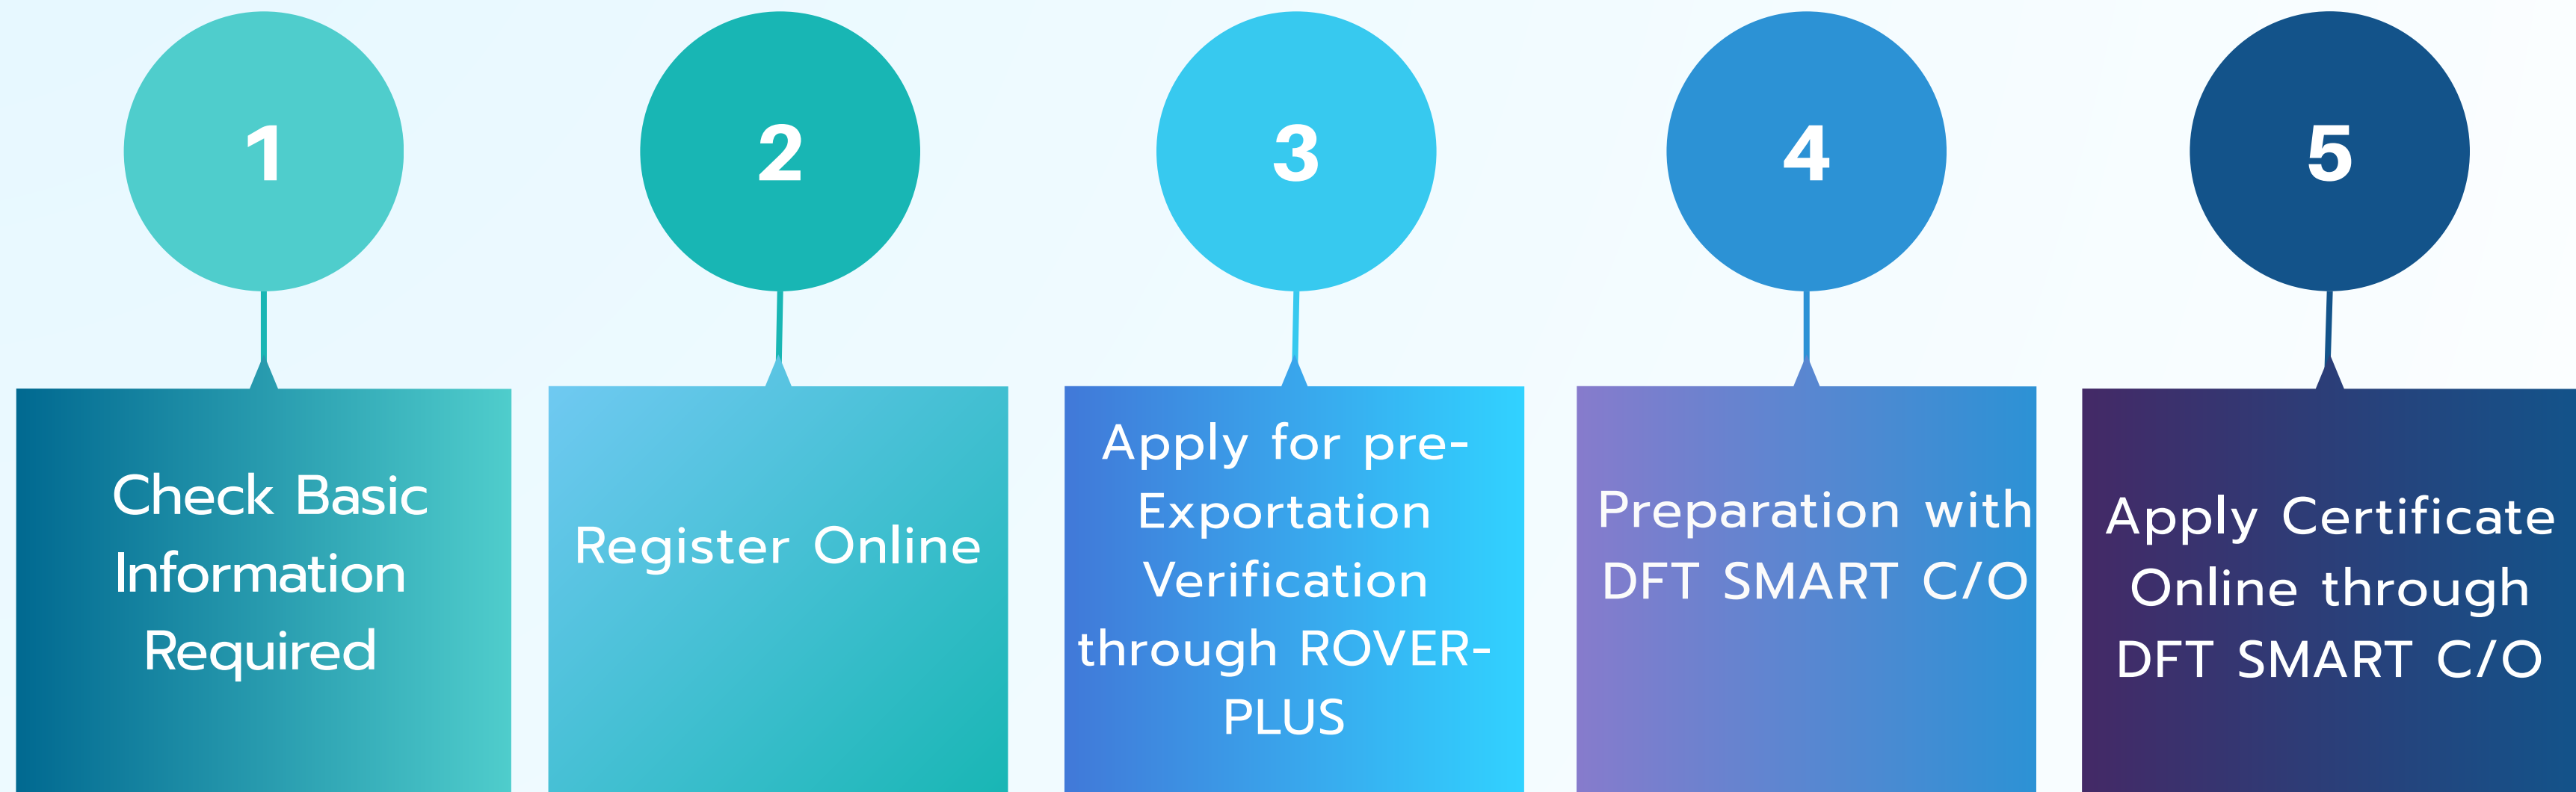 1
Check Basic
Information
Required
2
Register Online
3
Apply for pre-
Exportation
Verification
through ROVER-
PLUS
4
Preparation with
DFT SMART C/O
5
Apply Certificate
Online through
DFT SMART C/O